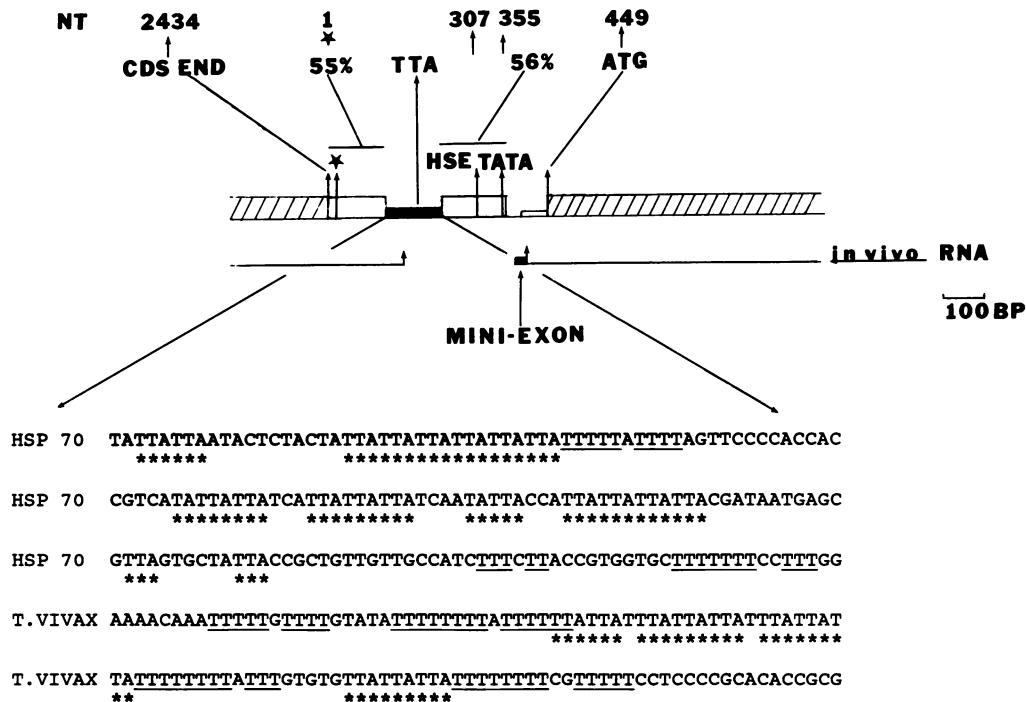 NT 2434 1 307 355 449
CDS END 55% TTA 56% ATG
HSE TATA
in vivo RNA
100 BP
MINI-EXON
HSP 70 TATTATTAATACTCTACTATTATTATTATTATTATTATTTTTATTTTAGTTCCCCACCAC
****** ******************
HSP 70 CGTCATATTATTATCATTATTATTATCAATATTACCATTATTATTATTACGATAATGAGC
******** ********* ***** ************
HSP 70 GTTAGTGCTATTACCGCTGTTGTTGCCATCTTTCTTACCGTGGTGCTTTTTTTCCTTTGG
*** ***
T.VIVAX AAAACAAATTTTTGTTTTGTATATTTTTTTTATTTTTTATTATTTATTATTATTTATTAT
****** ********* *******
T.VIVAX TATTTTTTTTATTTGTGTGTTATTATTATTTTTTTTCGTTTTTCCTCCCCGCACACCGCG
** *********